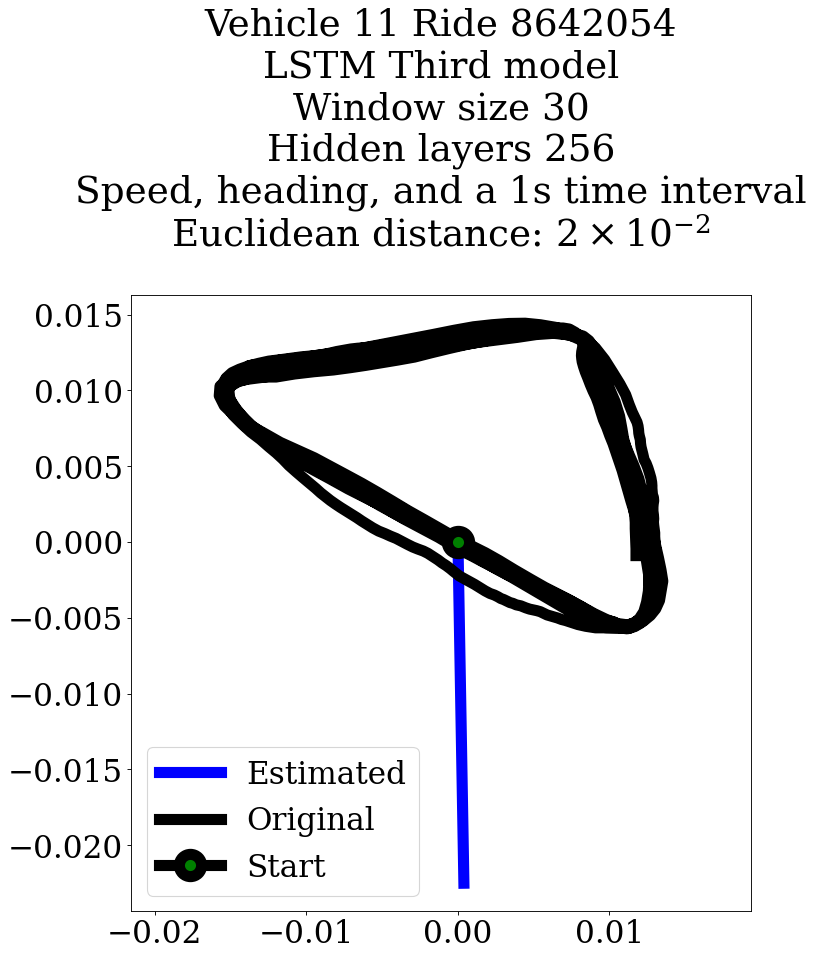 Vehicle 11 Ride 8642054
LSTM Third model
Window size 30
Hidden layers 256
Speed, heading, and a 1s time interval
Euclidean distance: 2 × 10⁻²
0.015
0.010
0.005
0.000
−0.005
−0.010
−0.015
−0.020
Estimated
Original
Start
−0.02 −0.01 0.00 0.01